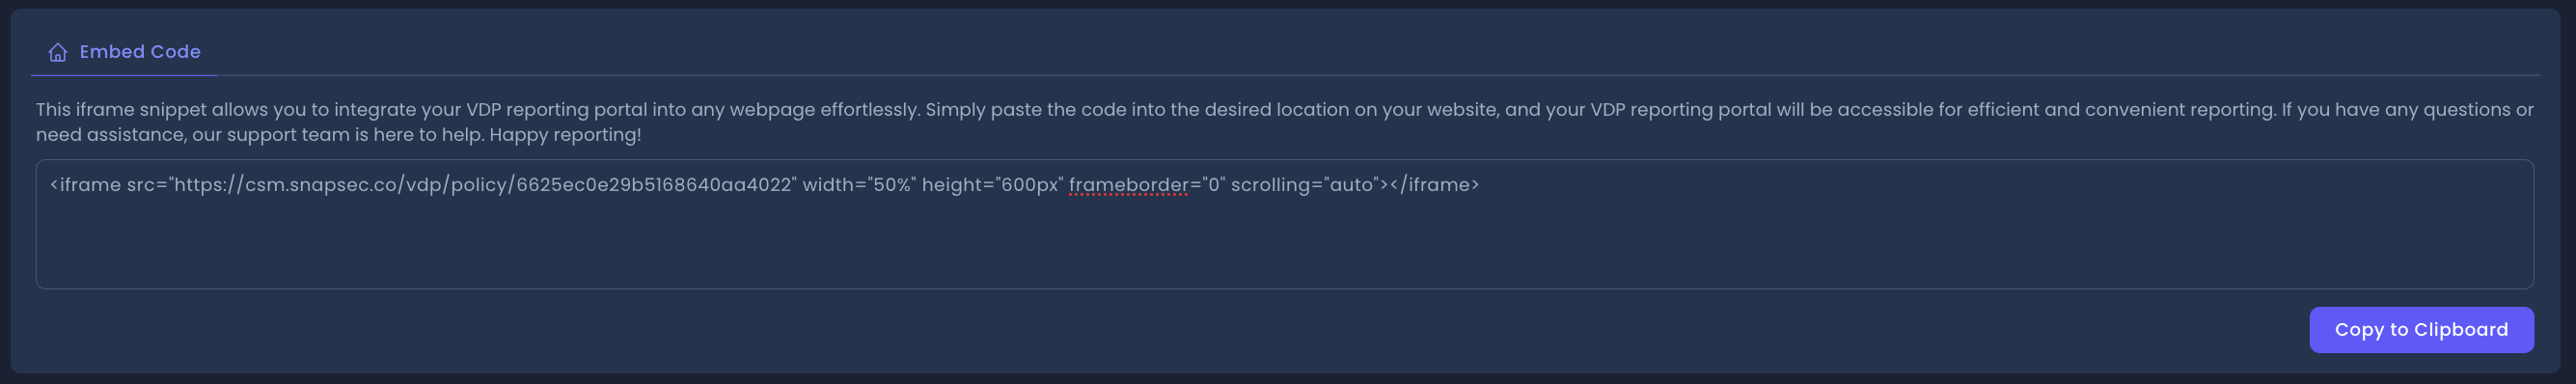 Embed Code
This iframe snippet allows you to integrate your VDP reporting portal into any webpage effortlessly. Simply paste the code into the desired location on your website, and your VDP reporting portal will be accessible for efficient and convenient reporting. If you have any questions or
need assistance, our support team is here to help. Happy reporting!
<iframe src="https://csm.snapsec.co/vdp/policy/6625ec0e29b5168640aa4022" width="50%" height="600px" frameborder="0" scrolling="auto"></iframe>
Copy to Clipboard